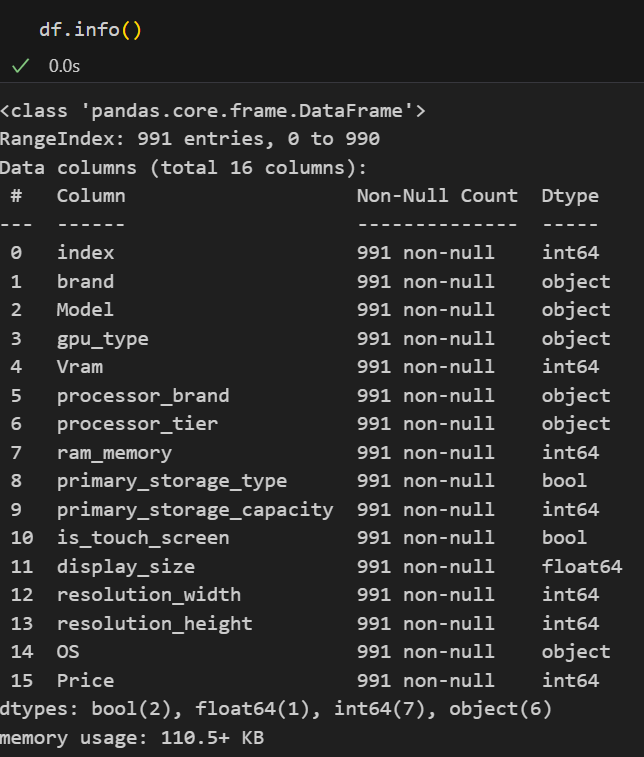 df.info()
✓ 0.0s
<class 'pandas.core.frame.DataFrame'>
RangeIndex: 991 entries, 0 to 990
Data columns (total 16 columns):
 #   Column                    Non-Null Count  Dtype
---  ------                    --------------  -----
 0   index                     991 non-null    int64
 1   brand                     991 non-null    object
 2   Model                     991 non-null    object
 3   gpu_type                  991 non-null    object
 4   Vram                      991 non-null    int64
 5   processor_brand           991 non-null    object
 6   processor_tier            991 non-null    object
 7   ram_memory                991 non-null    int64
 8   primary_storage_type      991 non-null    bool
 9   primary_storage_capacity  991 non-null    int64
 10  is_touch_screen           991 non-null    bool
 11  display_size              991 non-null    float64
 12  resolution_width          991 non-null    int64
 13  resolution_height         991 non-null    int64
 14  OS                        991 non-null    object
 15  Price                     991 non-null    int64
dtypes: bool(2), float64(1), int64(7), object(6)
memory usage: 110.5+ KB